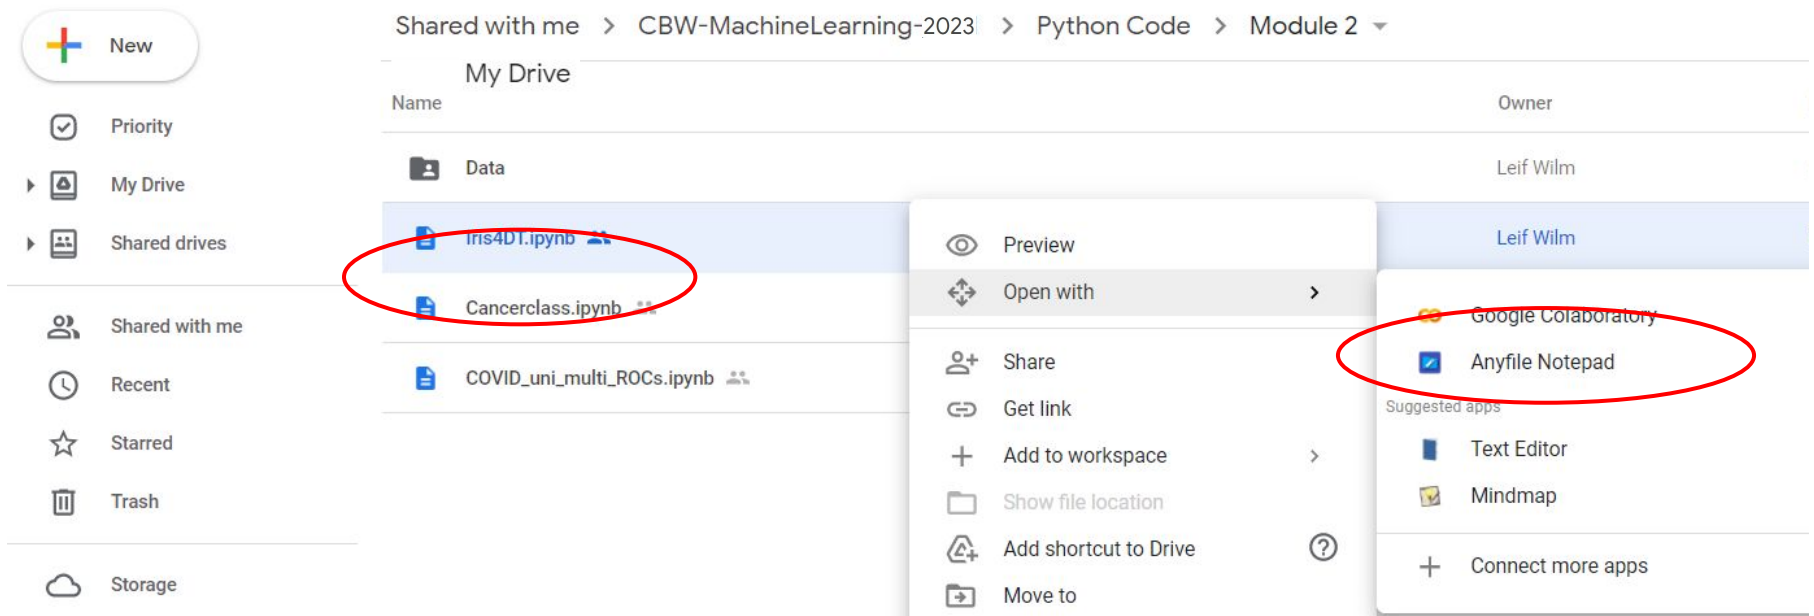 New
Priority
My Drive
Shared drives
Shared with me
Recent
Starred
Trash
Storage
Shared with me > CBW-MachineLearning-2023 > Python Code > Module 2
My Drive
Name Owner
Data Leif Wilm
Iris4DT.ipynb Leif Wilm
Cancerclass.ipynb
COVID_uni_multi_ROCs.ipynb
Preview
Open with
Share
Get link
Add to workspace
Show file location
Add shortcut to Drive
Move to
Google Colaboratory
Anyfile Notepad
Suggested apps
Text Editor
Mindmap
Connect more apps